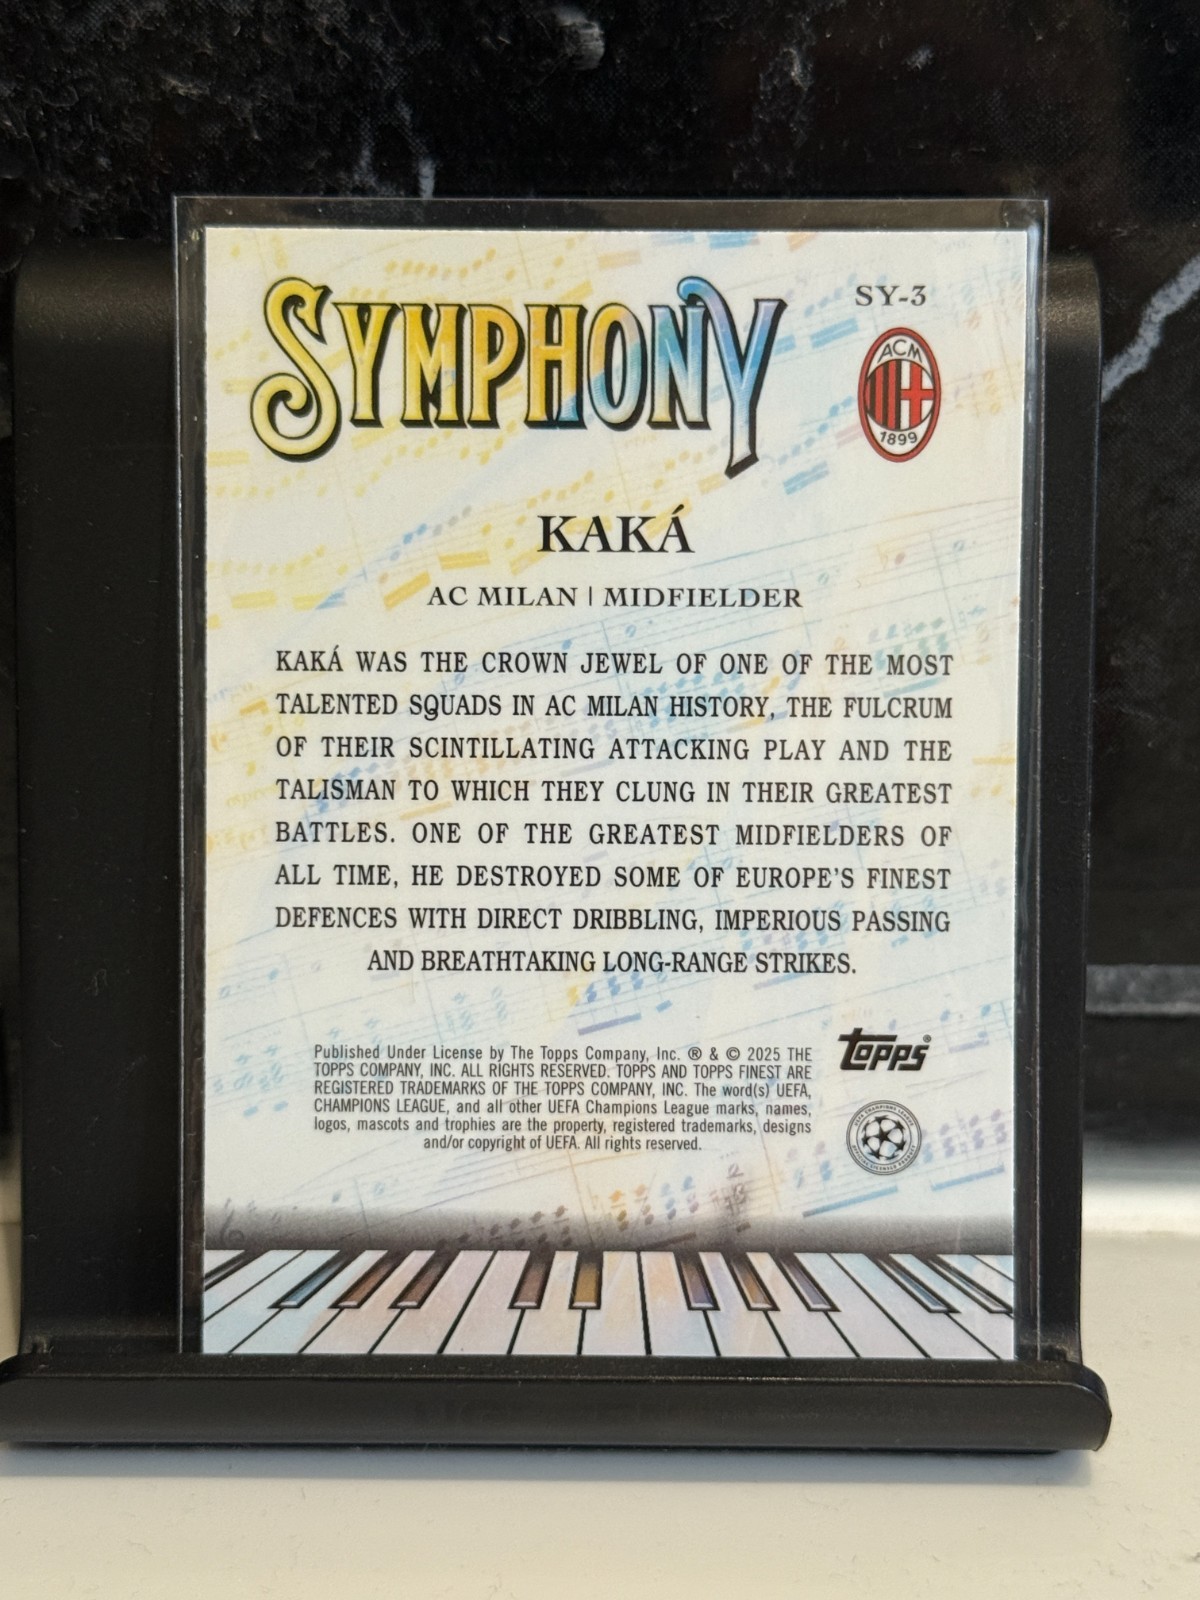 SYMPHONY
SY-3
ACM
1899
KAKÁ
AC MILAN | MIDFIELDER
KAKÁ WAS THE CROWN JEWEL OF ONE OF THE MOST
TALENTED SQUADS IN AC MILAN HISTORY, THE FULCRUM
OF THEIR SCINTILLATING ATTACKING PLAY AND THE
TALISMAN TO WHICH THEY CLUNG IN THEIR GREATEST
BATTLES. ONE OF THE GREATEST MIDFIELDERS OF
ALL TIME, HE DESTROYED SOME OF EUROPE'S FINEST
DEFENCES WITH DIRECT DRIBBLING, IMPERIOUS PASSING
AND BREATHTAKING LONG-RANGE STRIKES.
Published Under License by The Topps Company, Inc. ® & © 2025 THE
TOPPS COMPANY, INC. ALL RIGHTS RESERVED. TOPPS AND TOPPS FINEST ARE
REGISTERED TRADEMARKS OF THE TOPPS COMPANY, INC. The word(s) UEFA,
CHAMPIONS LEAGUE, and all other UEFA Champions League marks, names,
logos, mascots and trophies are the property, registered trademarks, designs
and/or copyright of UEFA. All rights reserved.
Topps®
UEFA CHAMPIONS LEAGUE
OFFICIAL LICENSED PRODUCT